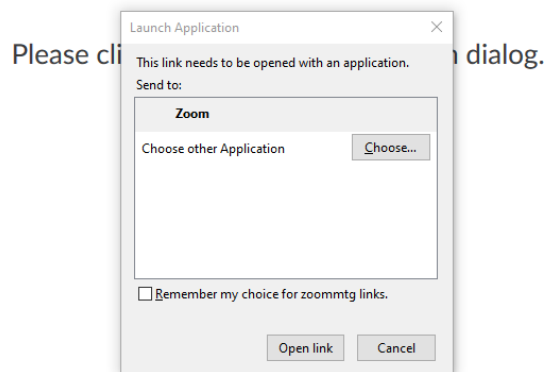 Launch Application
Please cli
dialog.
This link needs to be opened with an application.
Send to:
Zoom
Choose other Application
Choose...
Remember my choice for zoommtg links.
Open link
Cancel